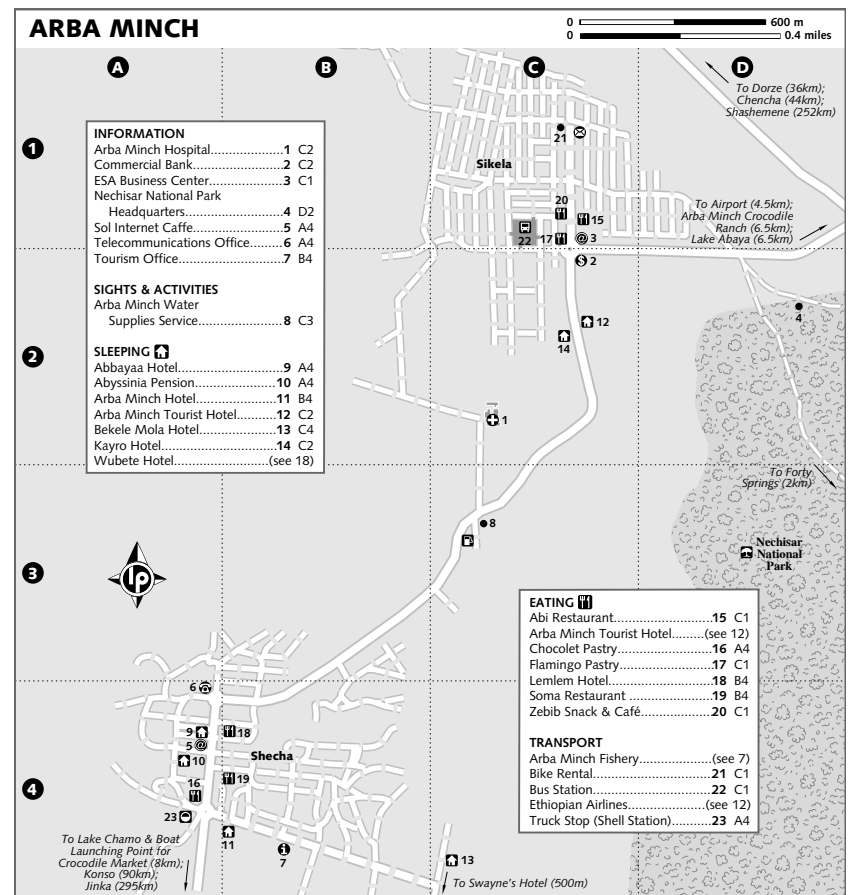 ARBA MINCH
0 600 m
0 0.4 miles
A
B
C
D
To Dorze (36km);
Chencha (44km);
Shashemene (252km)
1
INFORMATION
Arba Minch Hospital.......................1 C2
Commercial Bank............................2 C2
ESA Business Center.......................3 C1
Nechisar National Park
Headquarters.............................4 D2
Sol Internet Caffe...........................5 A4
Telecommunications Office............6 A4
Tourism Office................................7 B4
SIGHTS & ACTIVITIES
Arba Minch Water
Supplies Service.........................8 C3
SLEEPING
Abbayaa Hotel................................9 A4
Abyssinia Pension.........................10 A4
Arba Minch Hotel.........................11 B4
Arba Minch Tourist Hotel..............12 C2
Bekele Mola Hotel........................13 C4
Kayro Hotel..................................14 C2
Wubete Hotel.........................(see 18)
21
Sikela
20
15
To Airport (4.5km);
Arba Minch Crocodile
Ranch (6.5km);
Lake Abaya (6.5km)
22
17
@ 3
$ 2
4
2
12
14
1
To Forty
Springs (2km)
8
Nechisar
National
Park
3
lp
EATING
Abi Restaurant..............................15 C1
Arba Minch Tourist Hotel........(see 12)
Chocolet Pastry............................16 A4
Flamingo Pastry............................17 C1
Lemlem Hotel...............................18 B4
Soma Restaurant ..........................19 B4
Zebib Snack & Café.......................20 C1
TRANSPORT
Arba Minch Fishery..................(see 7)
Bike Rental...................................21 C1
Bus Station...................................22 C1
Ethiopian Airlines...................(see 12)
Truck Stop (Shell Station)..............23 A4
6
9
18
5 @
Shecha
10
16
19
4
23
11
i
7
13
To Lake Chamo & Boat
Launching Point for
Crocodile Market (8km);
Konso (90km);
Jinka (295km)
To Swayne's Hotel (500m)